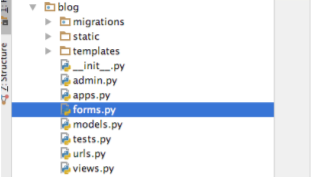 blog
migrations
static
templates
__init__.py
admin.py
apps.py
forms.py
models.py
tests.py
urls.py
views.py
Z: Structure